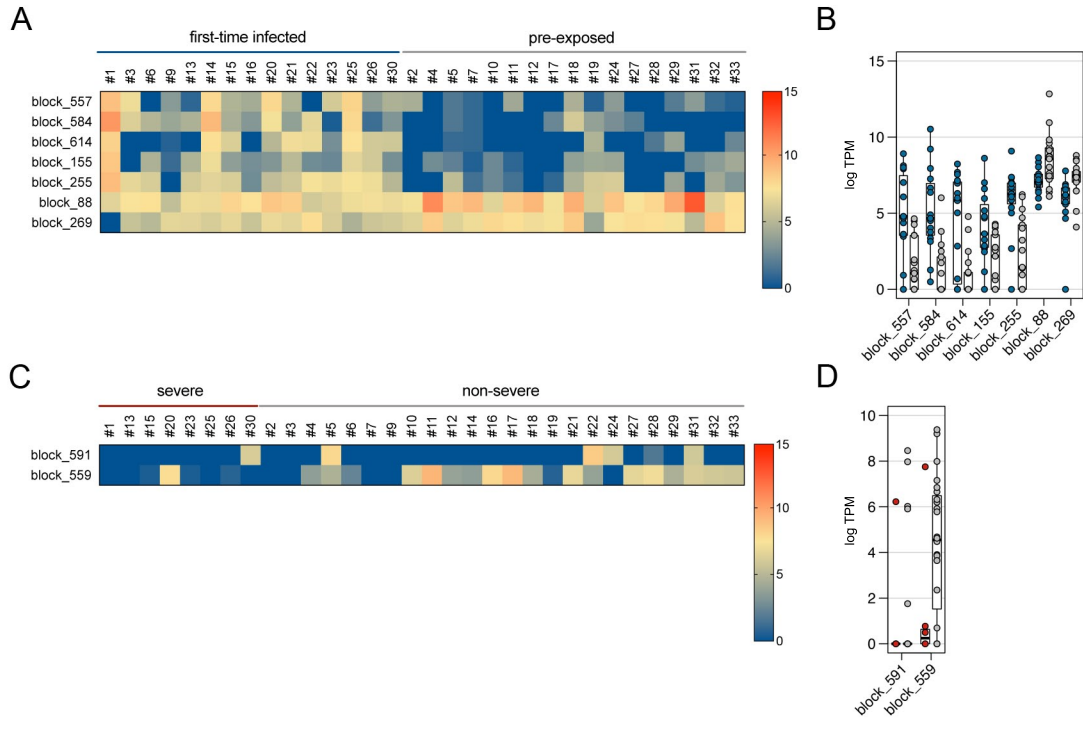 A
first-time infected pre-exposed
#1 #3 #6 #9 #13 #14 #15 #16 #20 #21 #22 #23 #25 #26 #30 #2 #4 #5 #7 #10 #11 #12 #17 #18 #19 #24 #27 #28 #29 #31 #32 #33
block_557
block_584
block_614
block_155
block_255
block_88
block_269
15
10
5
0
B
log TPM
15
10
5
0
block_557 block_584 block_614 block_155 block_255 block_88 block_269
C
severe non-severe
#1 #13 #15 #20 #23 #25 #26 #30 #2 #3 #4 #5 #6 #7 #9 #10 #11 #12 #14 #16 #17 #18 #19 #21 #22 #24 #27 #28 #29 #31 #32 #33
block_591
block_559
15
10
5
0
D
log TPM
10
8
6
4
2
0
block_591 block_559